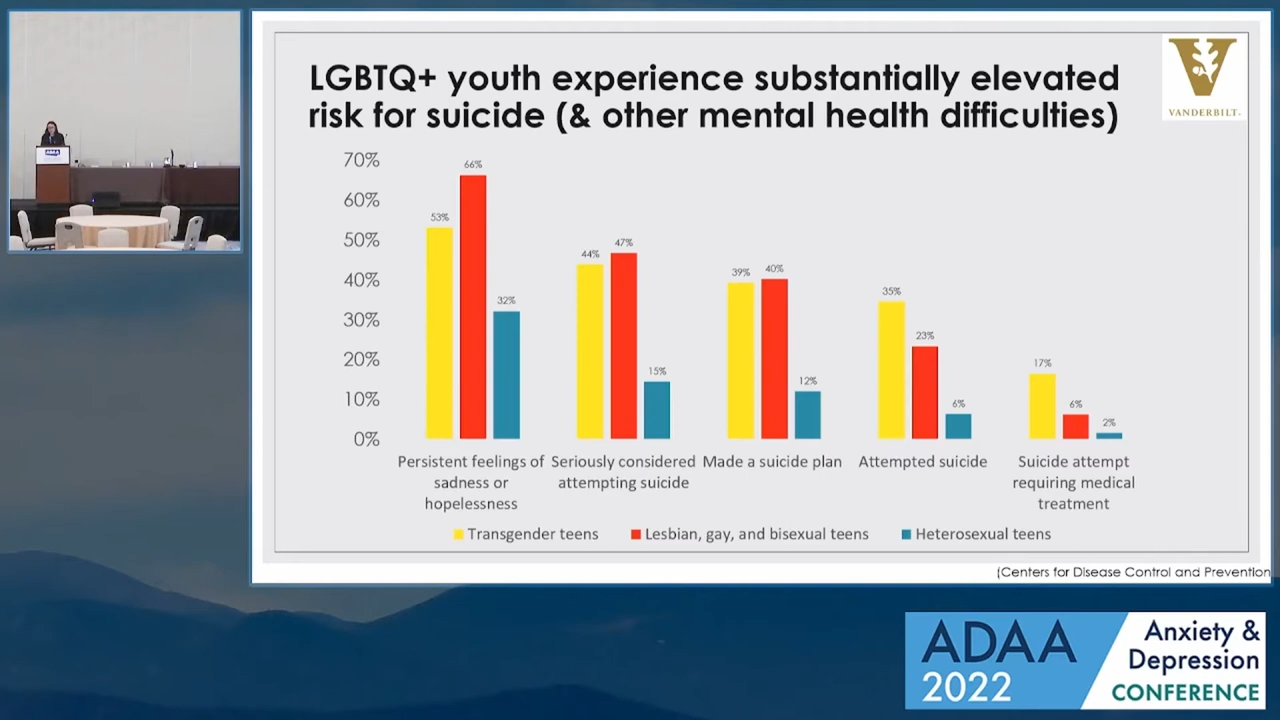 LGBTQ+ youth experience substantially elevated
risk for suicide (& other mental health difficulties)
VANDERBILT
70%
60%
50%
40%
30%
20%
10%
0%
53%
66%
32%
44%
47%
15%
39%
40%
12%
35%
23%
6%
17%
6%
2%
Persistent feelings of
sadness or
hopelessness
Seriously considered
attempting suicide
Made a suicide plan
Attempted suicide
Suicide attempt
requiring medical
treatment
Transgender teens
Lesbian, gay, and bisexual teens
Heterosexual teens
(Centers for Disease Control and Prevention
ADAA
2022
Anxiety &
Depression
CONFERENCE
ADAA